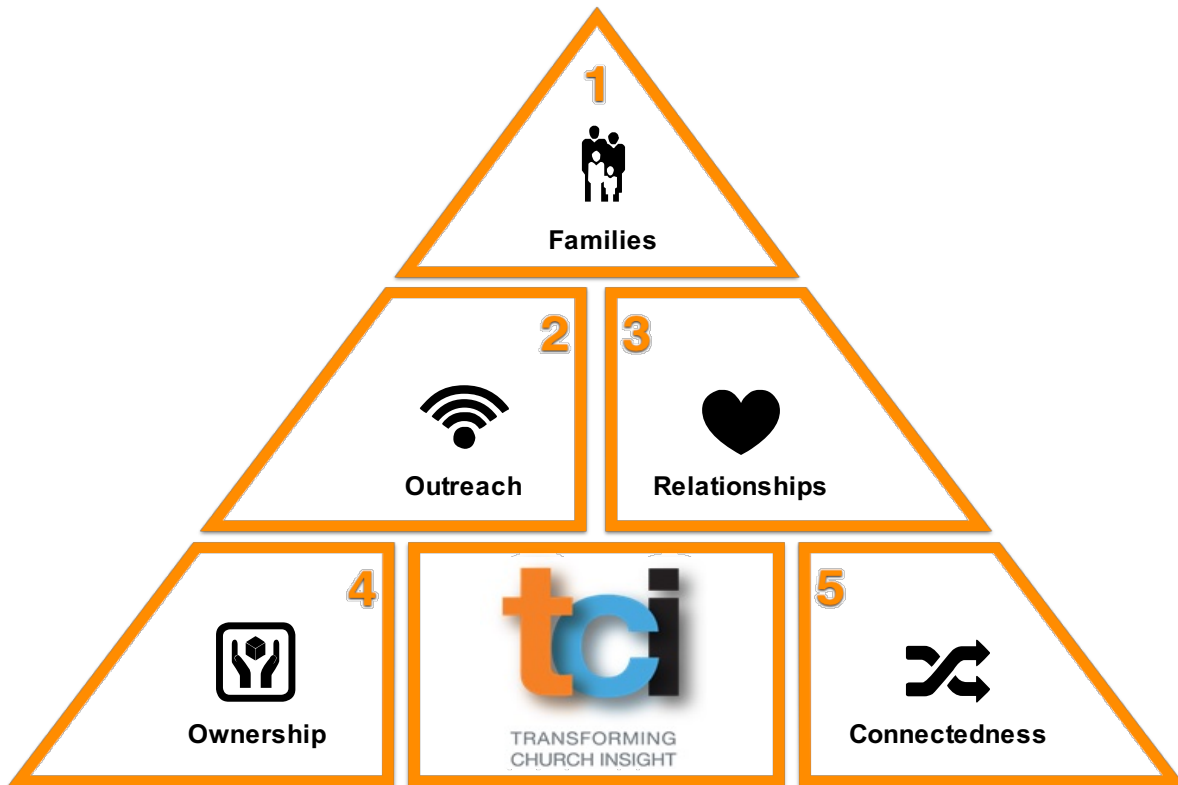 1
Families
2
3
Outreach
Relationships
4
tci
5
Ownership
TRANSFORMING
CHURCH INSIGHT
Connectedness